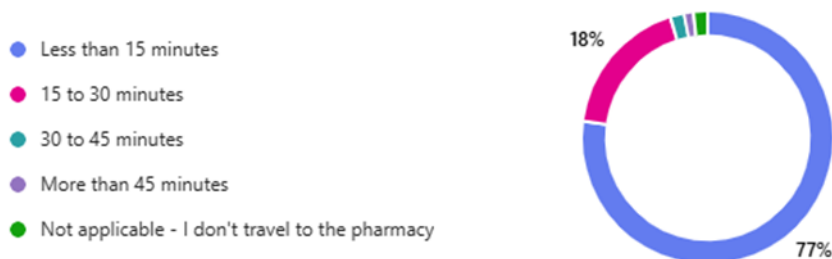 Less than 15 minutes
15 to 30 minutes
30 to 45 minutes
More than 45 minutes
Not applicable - I don't travel to the pharmacy
18%
77%